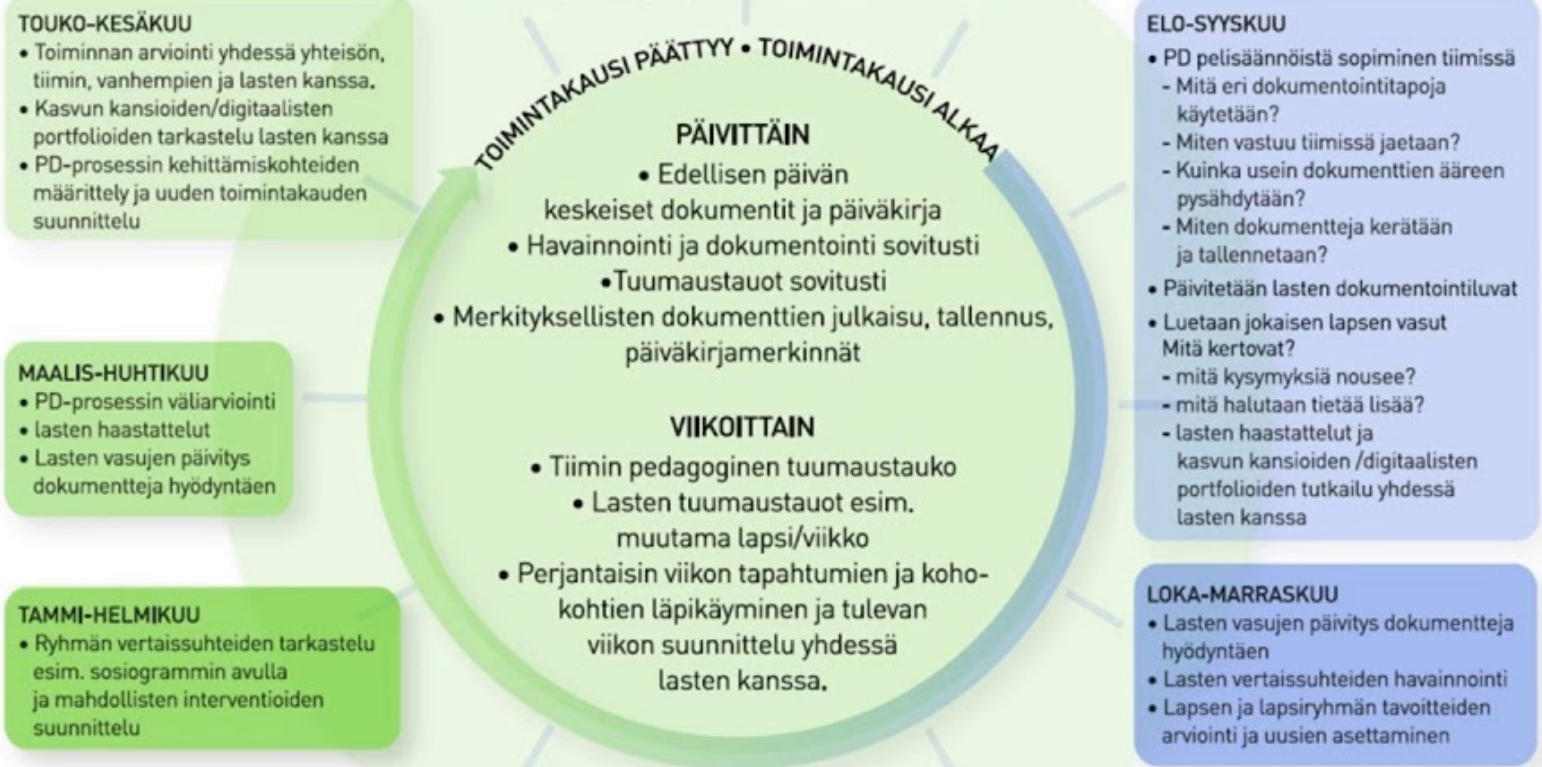 TOUKO-KESÄKUU
• Toiminnan arviointi yhdessä yhteisön,
tiimin, vanhempien ja lasten kanssa.
• Kasvun kansioiden/digitaalisten
portfolioiden tarkastelu lasten kanssa
• PD-prosessin kehittämiskohteiden
määrittely ja uuden toimintakauden
suunnittelu
MAALIS-HUHTIKUU
• PD-prosessin väliarviointi
• lasten haastattelut
• Lasten vasujen päivitys
dokumentteja hyödyntäen
TAMMI-HELMIKUU
• Ryhmän vertaissuhteiden tarkastelu
esim. sosiogrammin avulla
ja mahdollisten interventioiden
suunnittelu
TOIMINTAKAUSI PÄÄTTYY • TOIMINTAKAUSI ALKAA
PÄIVITTÄIN
• Edellisen päivän
keskeiset dokumentit ja päiväkirja
• Havainnointi ja dokumentointi sovitusti
•Tuumaustauot sovitusti
• Merkityksellisten dokumenttien julkaisu, tallennus,
päiväkirjamerkinnät
VIIKOITTAIN
• Tiimin pedagoginen tuumaustauko
• Lasten tuumaustauot esim.
muutama lapsi/viikko
• Perjantaisin viikon tapahtumien ja koho-
kohtien läpikäyminen ja tulevan
viikon suunnittelu yhdessä
lasten kanssa.
ELO-SYYSKUU
• PD pelisäännöistä sopiminen tiimissä
- Mitä eri dokumentointitapoja
käytetään?
- Miten vastuu tiimissä jaetaan?
- Kuinka usein dokumenttien ääreen
pysähdytään?
- Miten dokumentteja kerätään
ja tallennetaan?
• Päivitetään lasten dokumentointiluvat
• Luetaan jokaisen lapsen vasut
Mitä kertovat?
- mitä kysymyksiä nousee?
- mitä halutaan tietää lisää?
- lasten haastattelut ja
kasvun kansioiden /digitaalisten
portfolioiden tutkailu yhdessä
lasten kanssa
LOKA-MARRASKUU
• Lasten vasujen päivitys dokumentteja
hyödyntäen
• Lasten vertaissuhteiden havainnointi
• Lapsen ja lapsiryhmän tavoitteiden
arviointi ja uusien asettaminen